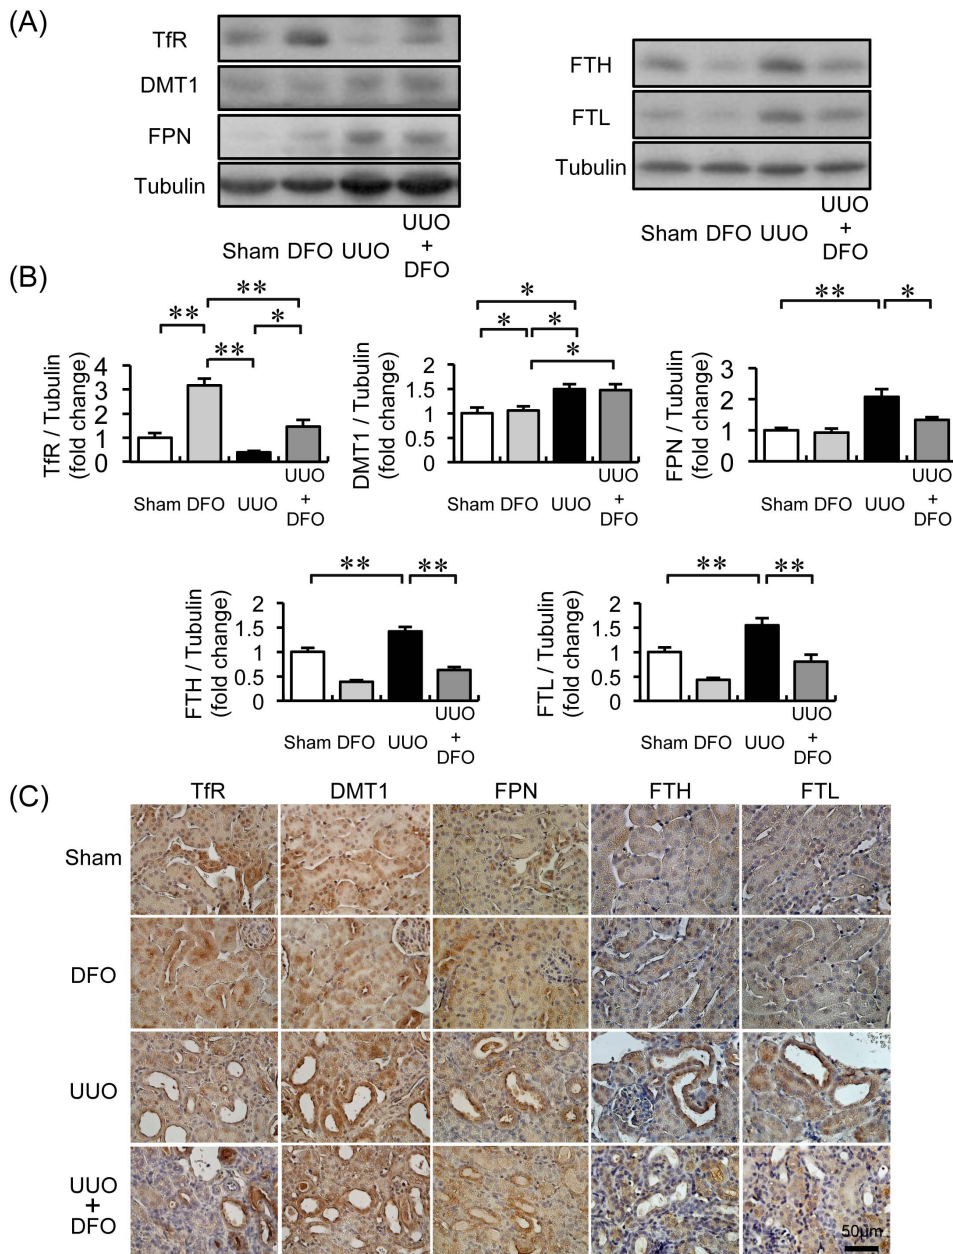 (A)
TfR
DMT1
FPN
Tubulin
Sham DFO UUO UUO + DFO
FTH
FTL
Tubulin
Sham DFO UUO UUO + DFO
(B)
** ** ** *
TfR / Tubulin
(fold change)
4
3
2
1
0
Sham DFO UUO UUO + DFO
* * * *
DMT1 / Tubulin
(fold change)
2
1.5
1
0.5
0
Sham DFO UUO UUO + DFO
** *
FPN / Tubulin
(fold change)
3
2
1
0
Sham DFO UUO UUO + DFO
** **
FTH / Tubulin
(fold change)
2
1.5
1
0.5
0
Sham DFO UUO UUO + DFO
** **
FTL / Tubulin
(fold change)
2
1.5
1
0.5
0
Sham DFO UUO UUO + DFO
(C)
TfR DMT1 FPN FTH FTL
Sham
DFO
UUO
UUO
+
DFO
50μm